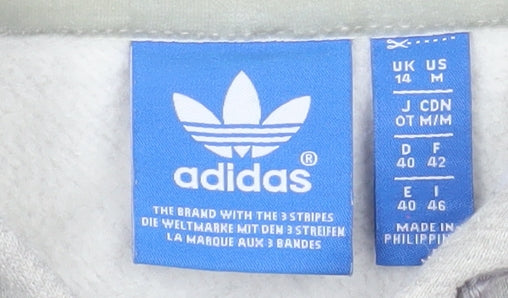 adidas®
THE BRAND WITH THE 3 STRIPES
DIE WELTMARKE MIT DEN 3 STREIFEN
LA MARQUE AUX 3 BANDES
UK US
14 M
J CDN
OT M/M
D F
40 42
E I
40 46
MADE IN